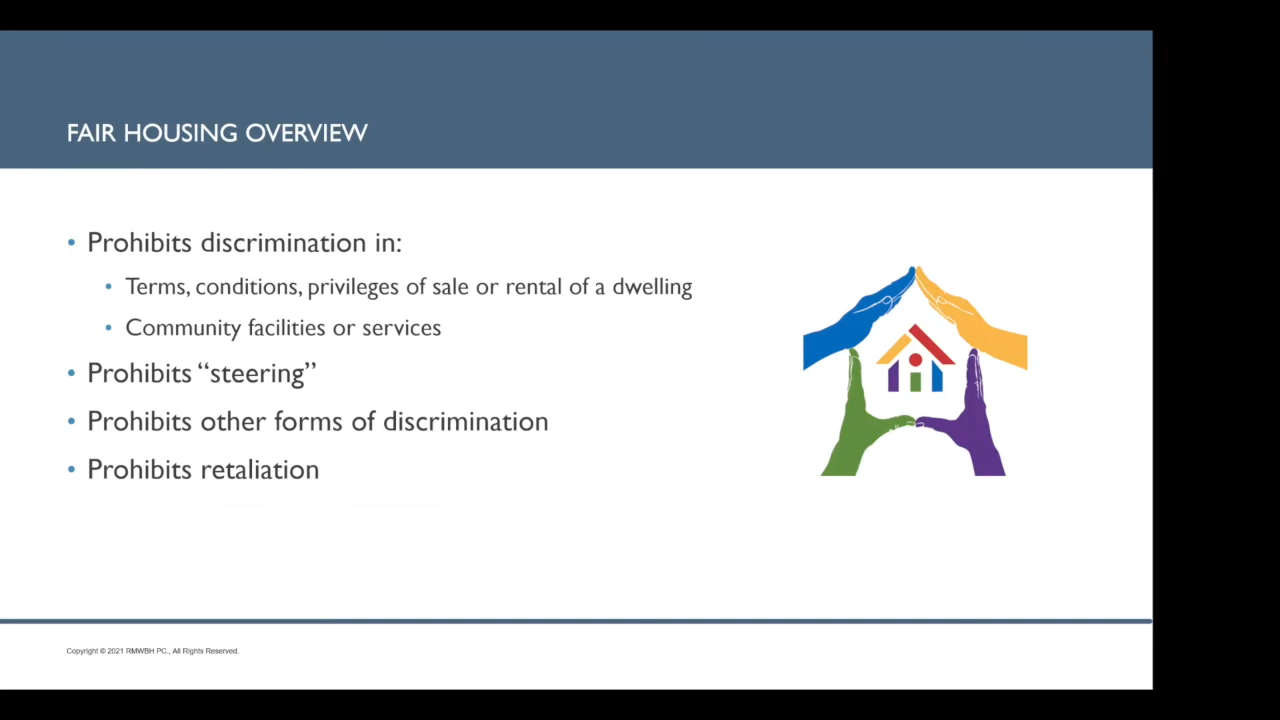 FAIR HOUSING OVERVIEW
• Prohibits discrimination in:
• Terms, conditions, privileges of sale or rental of a dwelling
• Community facilities or services
• Prohibits “steering”
• Prohibits other forms of discrimination
• Prohibits retaliation
Copyright © 2021 RMWBH PC., All Rights Reserved.